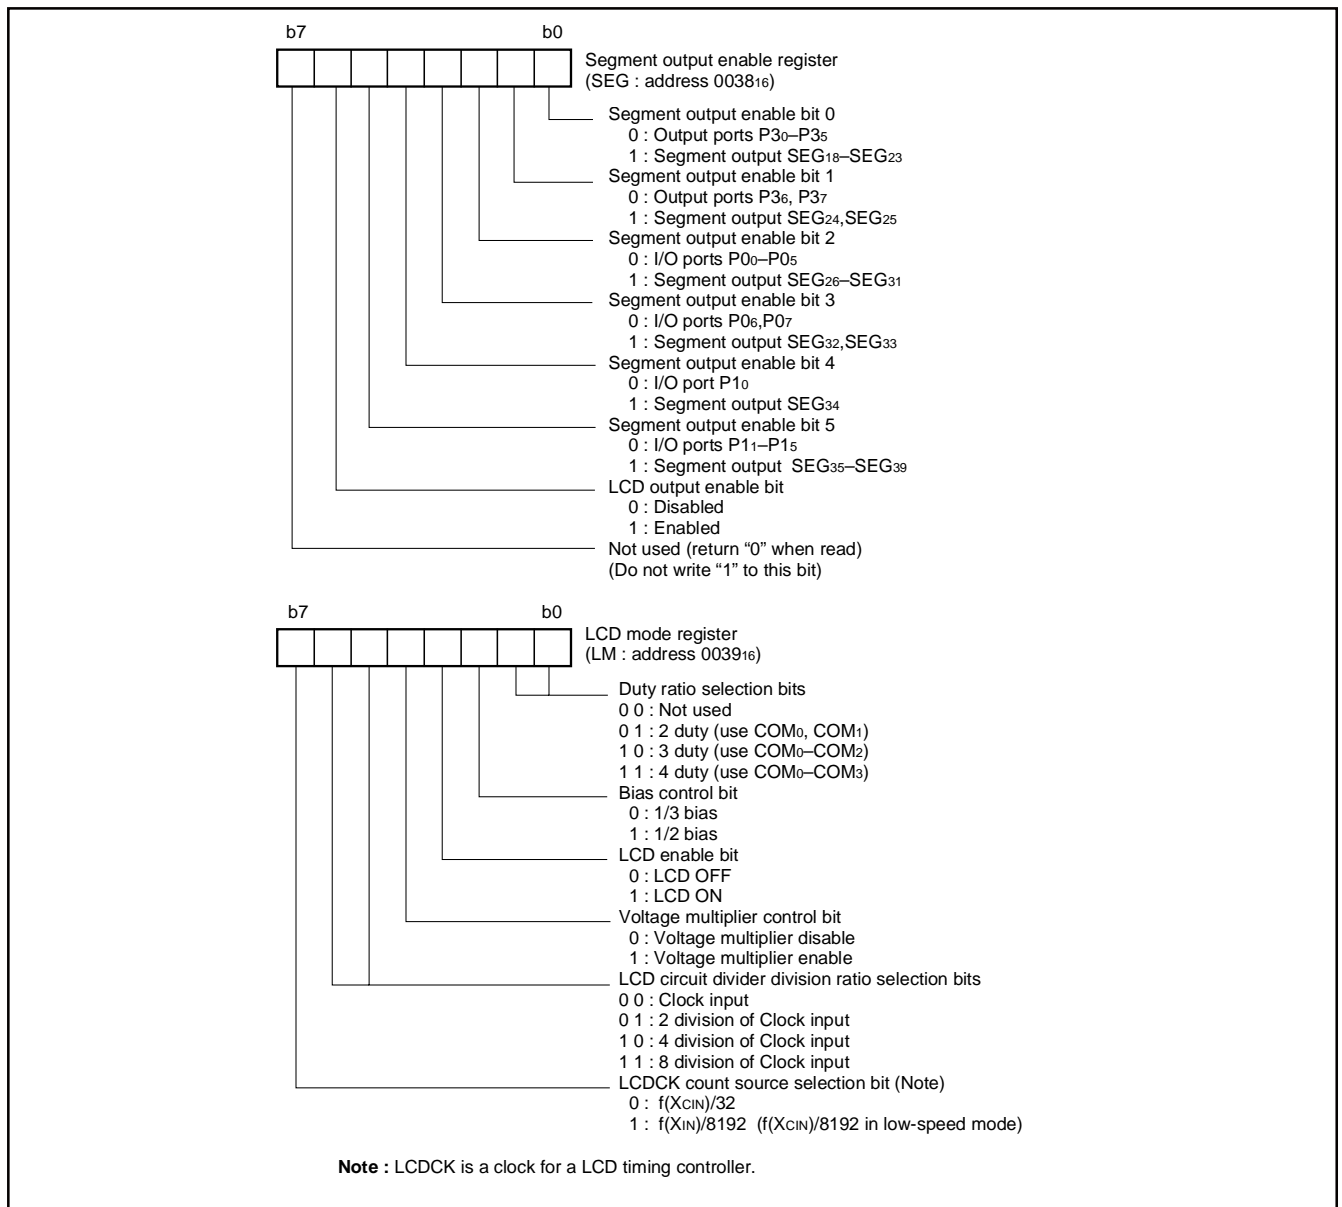 b7 b0
Segment output enable register
(SEG : address 003816)
Segment output enable bit 0
0 : Output ports P30–P35
1 : Segment output SEG18–SEG23
Segment output enable bit 1
0 : Output ports P36, P37
1 : Segment output SEG24,SEG25
Segment output enable bit 2
0 : I/O ports P00–P05
1 : Segment output SEG26–SEG31
Segment output enable bit 3
0 : I/O ports P06,P07
1 : Segment output SEG32,SEG33
Segment output enable bit 4
0 : I/O port P10
1 : Segment output SEG34
Segment output enable bit 5
0 : I/O ports P11–P15
1 : Segment output SEG35–SEG39
LCD output enable bit
0 : Disabled
1 : Enabled
Not used (return “0” when read)
(Do not write “1” to this bit)
b7 b0
LCD mode register
(LM : address 003916)
Duty ratio selection bits
0 0 : Not used
0 1 : 2 duty (use COM0, COM1)
1 0 : 3 duty (use COM0–COM2)
1 1 : 4 duty (use COM0–COM3)
Bias control bit
0 : 1/3 bias
1 : 1/2 bias
LCD enable bit
0 : LCD OFF
1 : LCD ON
Voltage multiplier control bit
0 : Voltage multiplier disable
1 : Voltage multiplier enable
LCD circuit divider division ratio selection bits
0 0 : Clock input
0 1 : 2 division of Clock input
1 0 : 4 division of Clock input
1 1 : 8 division of Clock input
LCDCK count source selection bit (Note)
0 : f(XCIN)/32
1 : f(XIN)/8192 (f(XCIN)/8192 in low-speed mode)
Note : LCDCK is a clock for a LCD timing controller.